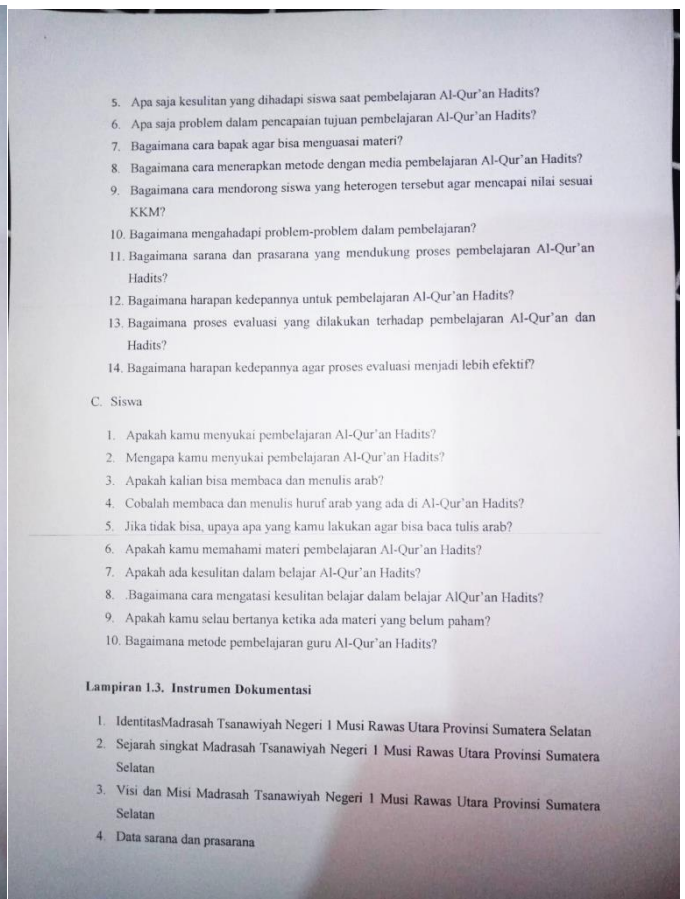 5. Apa saja kesulitan yang dihadapi siswa saat pembelajaran Al-Qur'an Hadits?
6. Apa saja problem dalam pencapaian tujuan pembelajaran Al-Qur'an Hadits?
7. Bagaimana cara bapak agar bisa menguasai materi?
8. Bagaimana cara menerapkan metode dengan media pembelajaran Al-Qur'an Hadits?
9. Bagaimana cara mendorong siswa yang heterogen tersebut agar mencapai nilai sesuai
KKM?
10. Bagaimana mengahadapi problem-problem dalam pembelajaran?
11. Bagaimana sarana dan prasarana yang mendukung proses pembelajaran Al-Qur'an
Hadits?
12. Bagaimana harapan kedepannya untuk pembelajaran Al-Qur'an Hadits?
13. Bagaimana proses evaluasi yang dilakukan terhadap pembelajaran Al-Qur'an dan
Hadits?
14. Bagaimana harapan kedepannya agar proses evaluasi menjadi lebih efektif?
C. Siswa
1. Apakah kamu menyukai pembelajaran Al-Qur'an Hadits?
2. Mengapa kamu menyukai pembelajaran Al-Qur'an Hadits?
3. Apakah kalian bisa membaca dan menulis arab?
4. Cobalah membaca dan menulis huruf arab yang ada di Al-Qur'an Hadits?
5. Jika tidak bisa, upaya apa yang kamu lakukan agar bisa baca tulis arab?
6. Apakah kamu memahami materi pembelajaran Al-Qur'an Hadits?
7. Apakah ada kesulitan dalam belajar Al-Qur'an Hadits?
8. .Bagaimana cara mengatasi kesulitan belajar dalam belajar AlQur'an Hadits?
9. Apakah kamu selau bertanya ketika ada materi yang belum paham?
10. Bagaimana metode pembelajaran guru Al-Qur'an Hadits?
Lampiran 1.3. Instrumen Dokumentasi
1. IdentitasMadrasah Tsanawiyah Negeri 1 Musi Rawas Utara Provinsi Sumatera Selatan
2. Sejarah singkat Madrasah Tsanawiyah Negeri 1 Musi Rawas Utara Provinsi Sumatera
Selatan
3. Visi dan Misi Madrasah Tsanawiyah Negeri 1 Musi Rawas Utara Provinsi Sumatera
Selatan
4. Data sarana dan prasarana